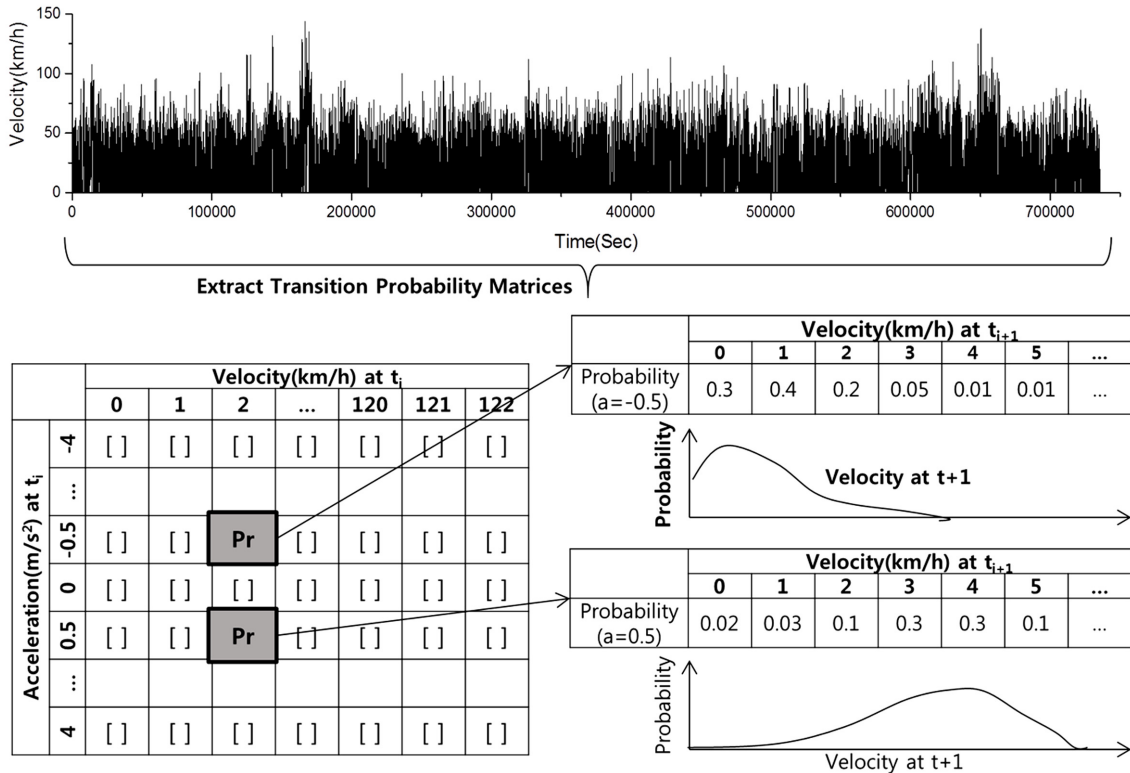 Velocity(km/h)
150
100
50
0
0 100000 200000 300000 400000 500000 600000 700000
Time(Sec)
Extract Transition Probability Matrices
Velocity(km/h) at ti
0 1 2 ... 120 121 122
Acceleration(m/s²) at ti
-4 [ ] [ ] [ ] [ ] [ ] [ ] [ ]
...
-0.5 [ ] [ ] Pr [ ] [ ] [ ] [ ]
0 [ ] [ ] [ ] [ ] [ ] [ ] [ ]
0.5 [ ] [ ] Pr [ ] [ ] [ ] [ ]
...
4 [ ] [ ] [ ] [ ] [ ] [ ] [ ]
Velocity(km/h) at ti+1
0 1 2 3 4 5 ...
Probability
(a=-0.5)
0.3 0.4 0.2 0.05 0.01 0.01 ...
Probability
Velocity at t+1
Velocity(km/h) at ti+1
0 1 2 3 4 5 ...
Probability
(a=0.5)
0.02 0.03 0.1 0.3 0.3 0.1 ...
Probability
Velocity at t+1